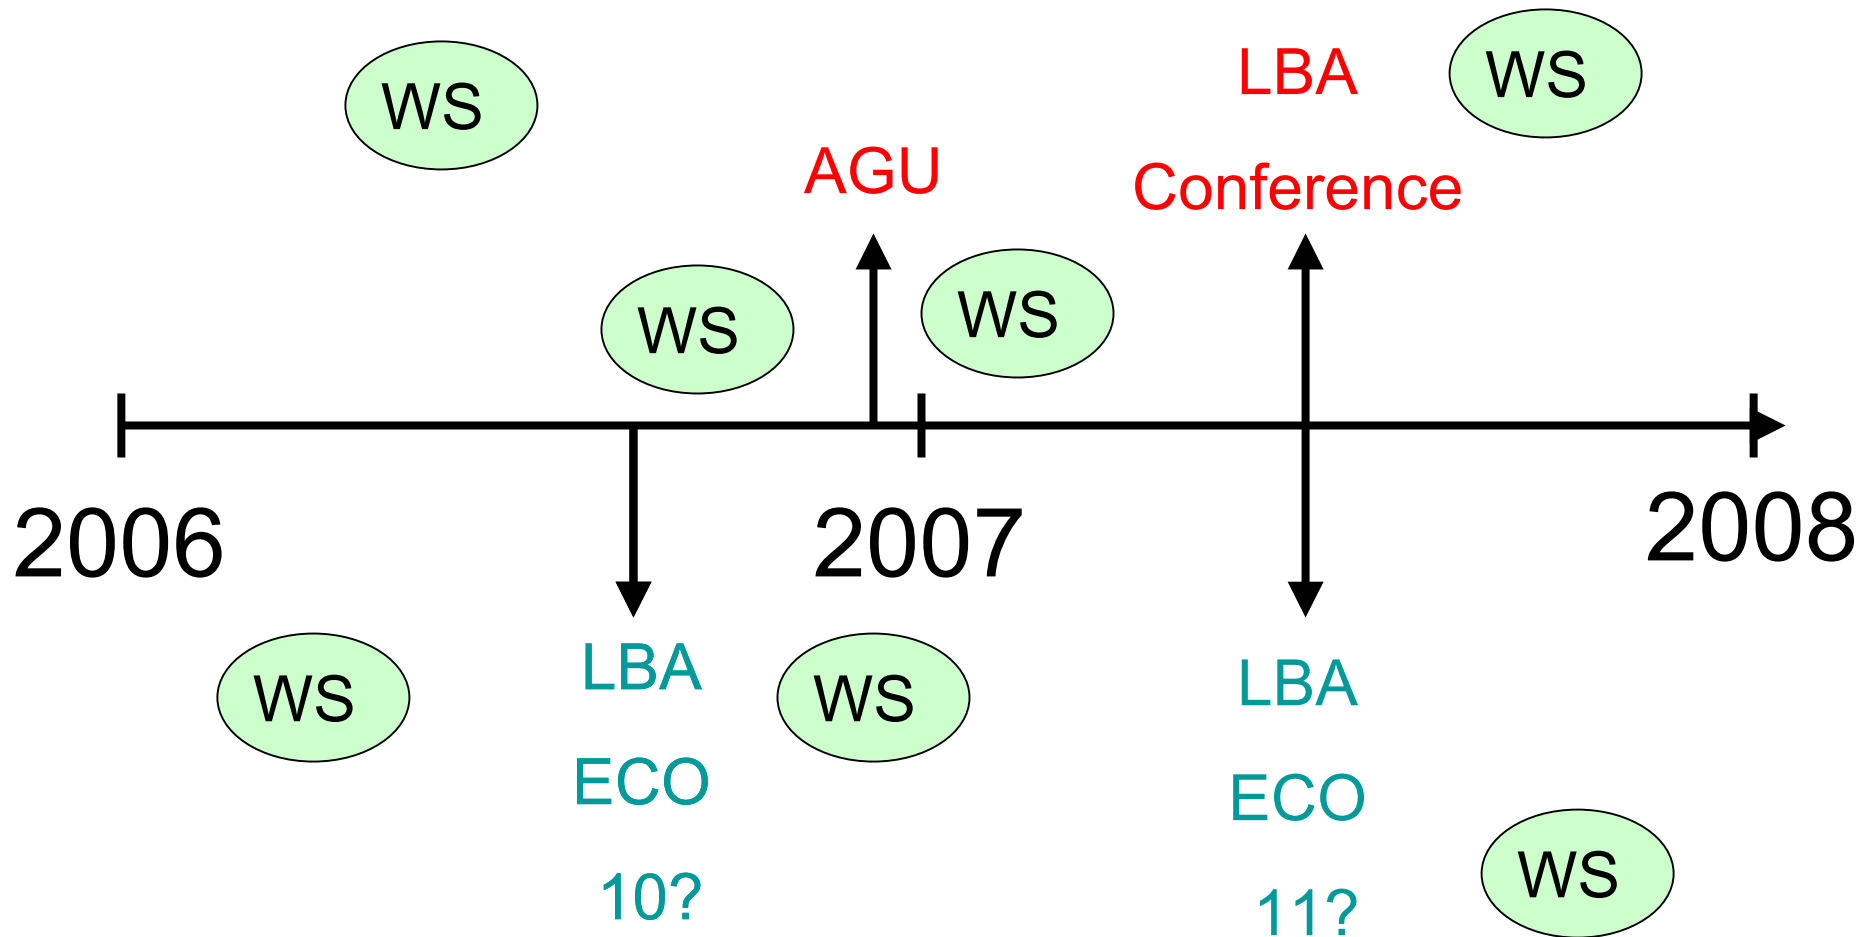 LBA
WS
WS
AGU
Conference
WS
WS
2006
2007
2008
WS
LBA
WS
LBA
ECO
ECO
WS
10?
11?